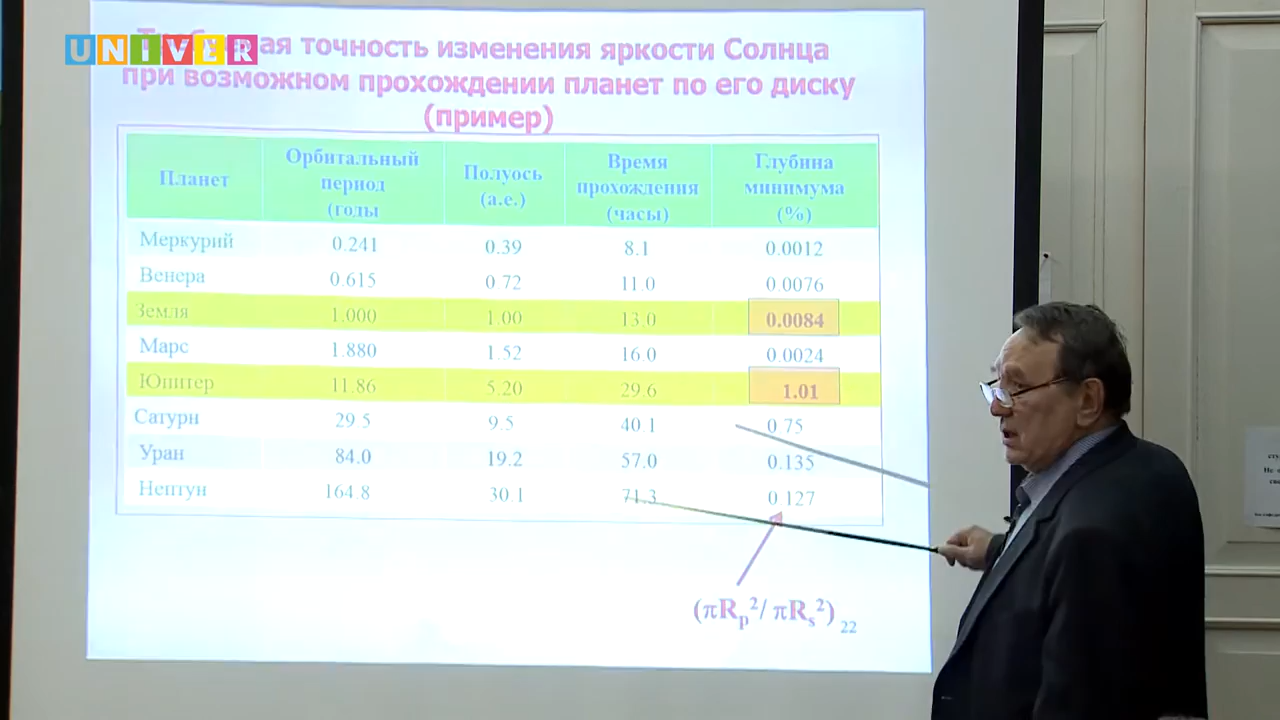 UNIVER
точность изменения яркости Солнца
при возможном прохождении планет по его диску
(пример)
Планет
Орбитальный период (годы
Полуось (а.е.)
Время прохождения (часы)
Глубина минимума (%)
Меркурий 0.241 0.39 8.1 0.0012
Венера 0.615 0.72 11.0 0.0076
Земля 1.000 1.00 13.0 0.0084
Марс 1.880 1.52 16.0 0.0024
Юпитер 11.86 5.20 29.6 1.01
Сатурн 29 5 9.5 40.1 0 75
Уран 84.0 19.2 57.0 0.135
Нептун 164.8 30.1 71.3 0 127
(πRp²/ πRs²)
22